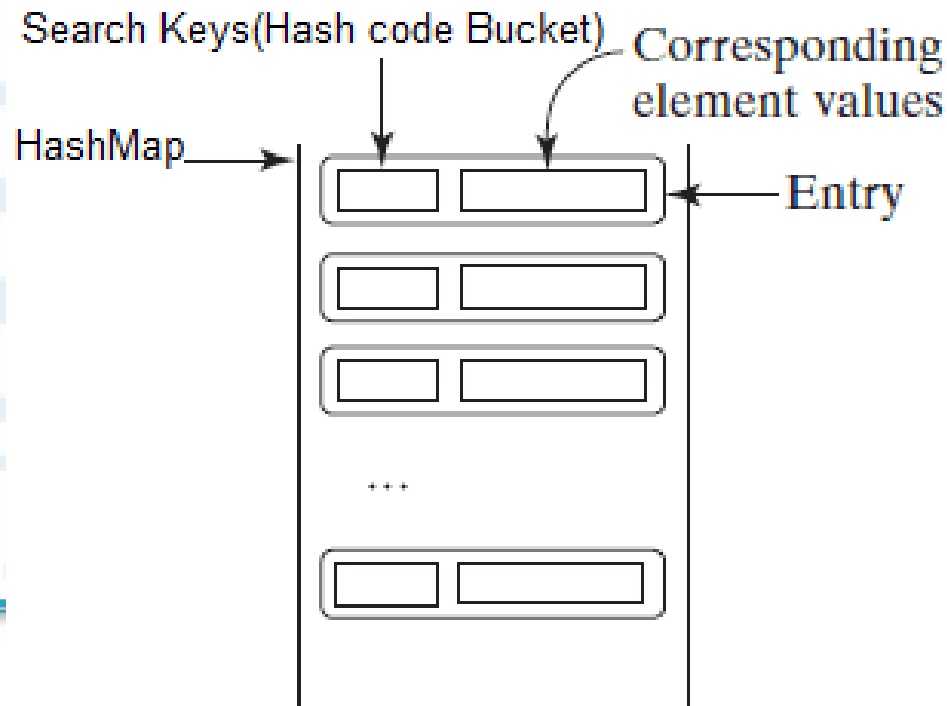 Search Keys(Hash code Bucket)
Corresponding
element values
HashMap
Entry
...